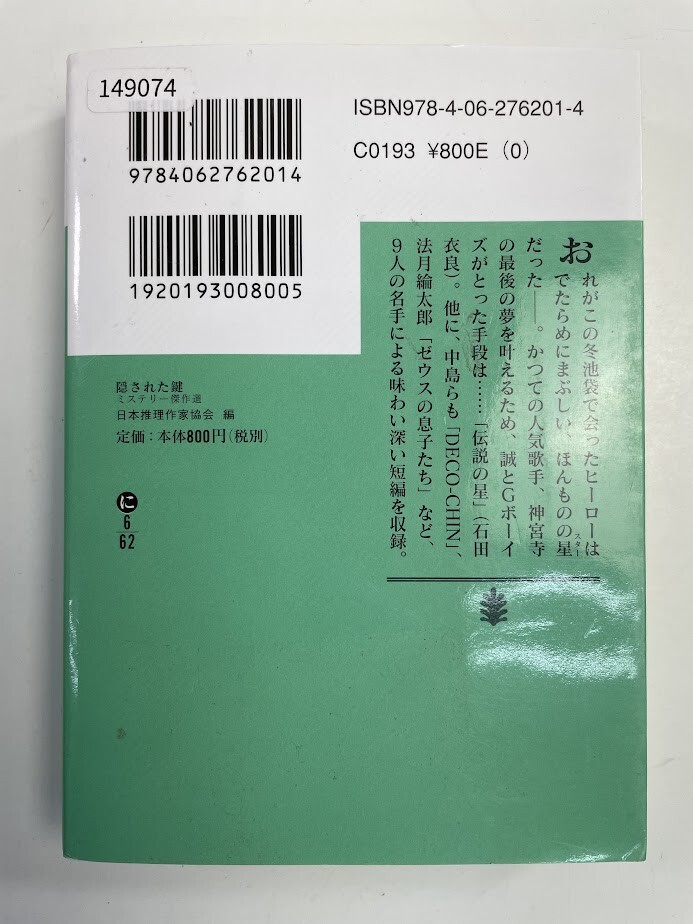 149074
ISBN978-4-06-276201-4
C0193 ¥800E (0)
9784062762014
1920193008005
おれがこの冬池袋で会ったヒーローは
でたらめにまぶしい、ほんものの星
スター
だった――。かつての人気歌手、神宮寺
の最後の夢を叶えるため、誠とGボーイ
ズがとった手段は……「伝説の星」(石田
衣良)。他に、中島らも「DECO-CHIN」、
法月綸太郎「ゼウスの息子たち」など、
9人の名手による味わい深い短編を収録。
隠された鍵
ミステリー傑作選
日本推理作家協会 編
定価:本体800円(税別)
に
6
62